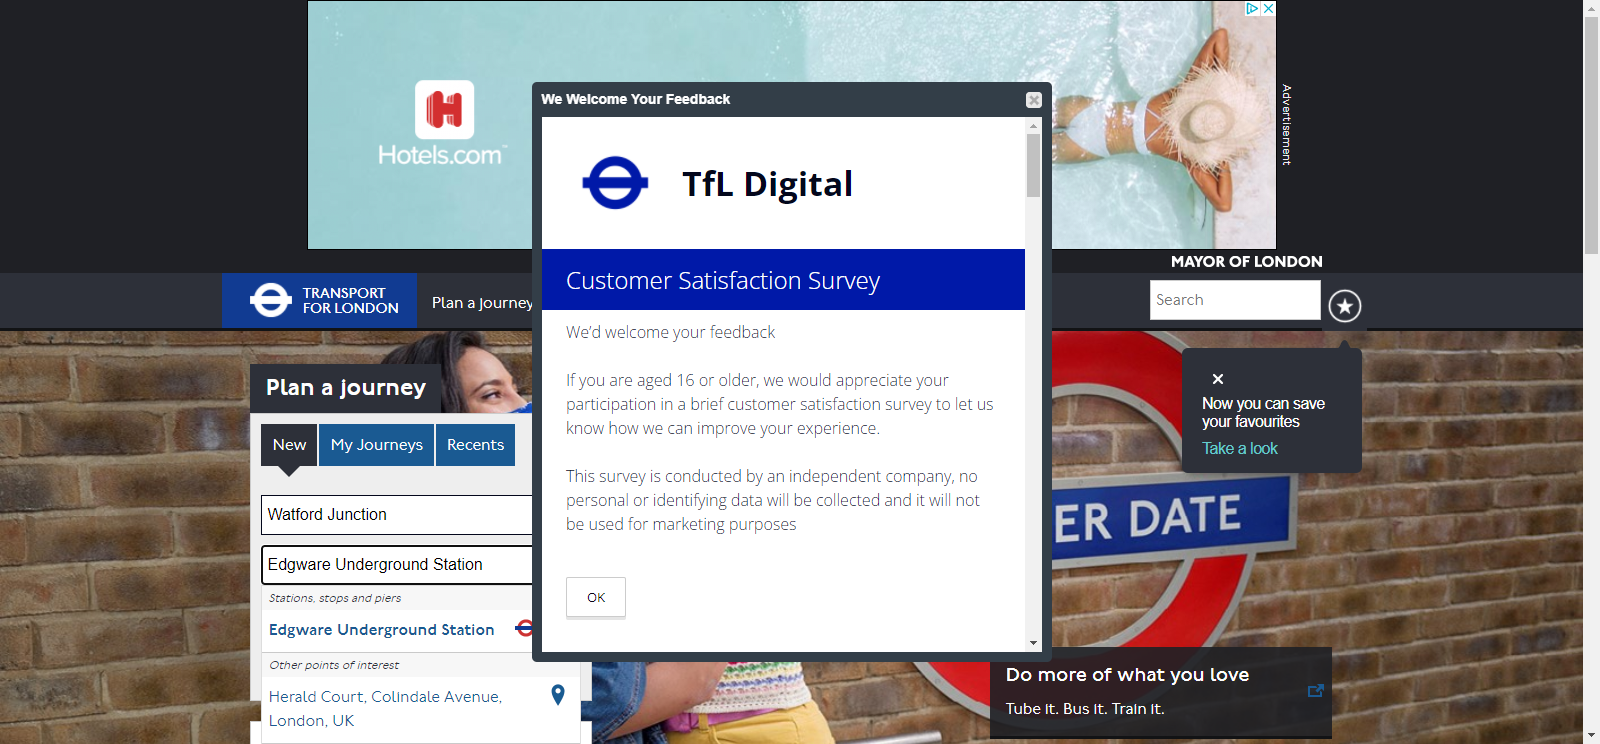 Hotels.com
Advertisement
We Welcome Your Feedback
TfL Digital
Customer Satisfaction Survey
We'd welcome your feedback
If you are aged 16 or older, we would appreciate your
participation in a brief customer satisfaction survey to let us
know how we can improve your experience.
This survey is conducted by an independent company, no
personal or identifying data will be collected and it will not
be used for marketing purposes
OK
MAYOR OF LONDON
TRANSPORT
FOR LONDON
Plan a journey
Search
Now you can save
your favourites
Take a look
Plan a journey
New
My Journeys
Recents
Watford Junction
Edgware Underground Station
Stations, stops and piers
Edgware Underground Station
Other points of interest
Herald Court, Colindale Avenue,
London, UK
ER DATE
Do more of what you love
Tube it. Bus it. Train it.